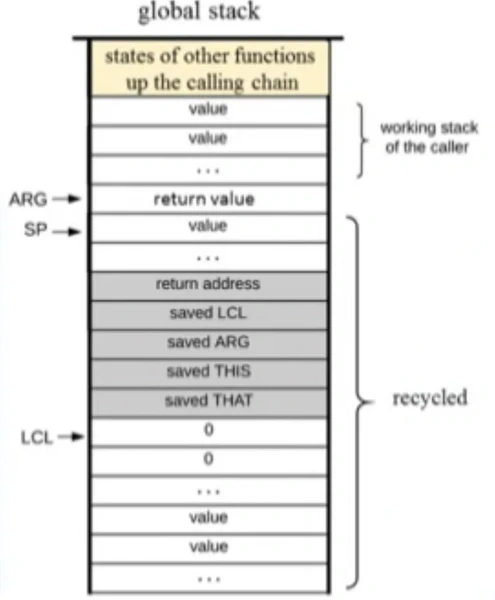 global stack
states of other functions
up the calling chain
value
value
...
working stack
of the caller
ARG
return value
SP
value
...
return address
saved LCL
saved ARG
saved THIS
saved THAT
recycled
LCL
0
0
...
value
value
...